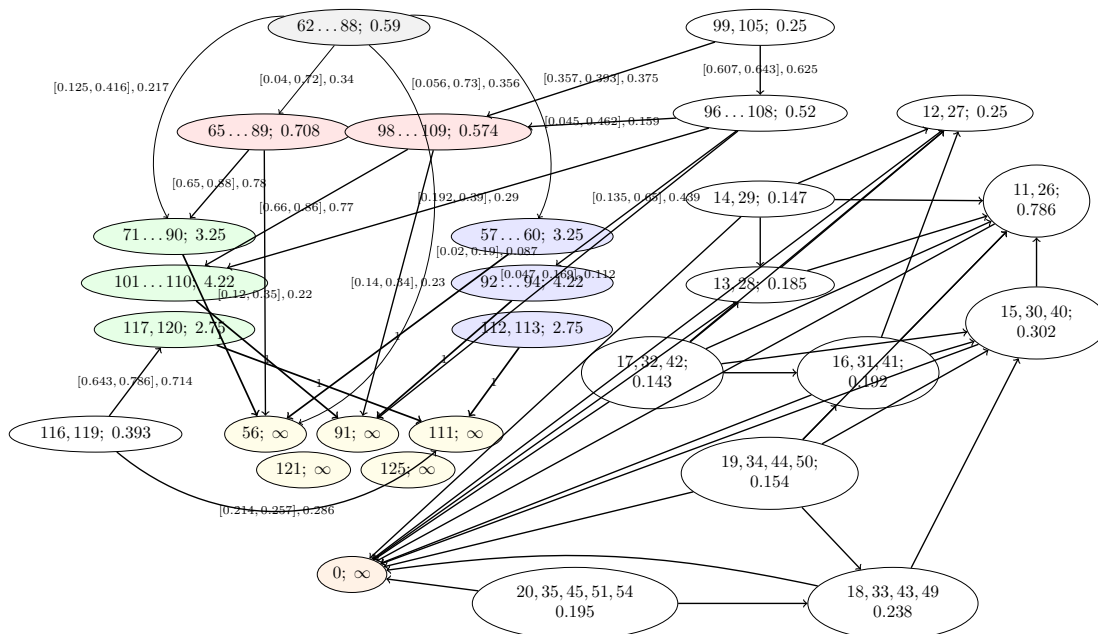 62 … 88; 0.59
99, 105; 0.25
[0.125, 0.416], 0.217
[0.04, 0.72], 0.34
[0.056, 0.73], 0.356
[0.357, 0.393], 0.375
[0.607, 0.643], 0.625
65 … 89; 0.708
98 … 109; 0.574
[0.045, 0.462], 0.159
96 … 108; 0.52
12, 27; 0.25
[0.65, 0.88], 0.78
[0.66, 0.86], 0.77
[0.192, 0.39], 0.29
[0.135, 0.65], 0.439
14, 29; 0.147
11, 26;
0.786
71 … 90; 3.25
57 … 60; 3.25
[0.02, 0.19], 0.087
101 … 110; 4.22
[0.12, 0.35], 0.22
[0.14, 0.34], 0.23
92 … 94; 4.22
[0.047, 0.169], 0.112
13, 28; 0.185
117, 120; 2.75
112, 113; 2.75
1
15, 30, 40;
0.302
[0.643, 0.786], 0.714
1
1
1
1
17, 32, 42;
0.143
16, 31, 41;
0.192
116, 119; 0.393
56; ∞
91; ∞
111; ∞
121; ∞
125; ∞
19, 34, 44, 50;
0.154
[0.214, 0.257], 0.286
0; ∞
20, 35, 45, 51, 54
0.195
18, 33, 43, 49
0.238